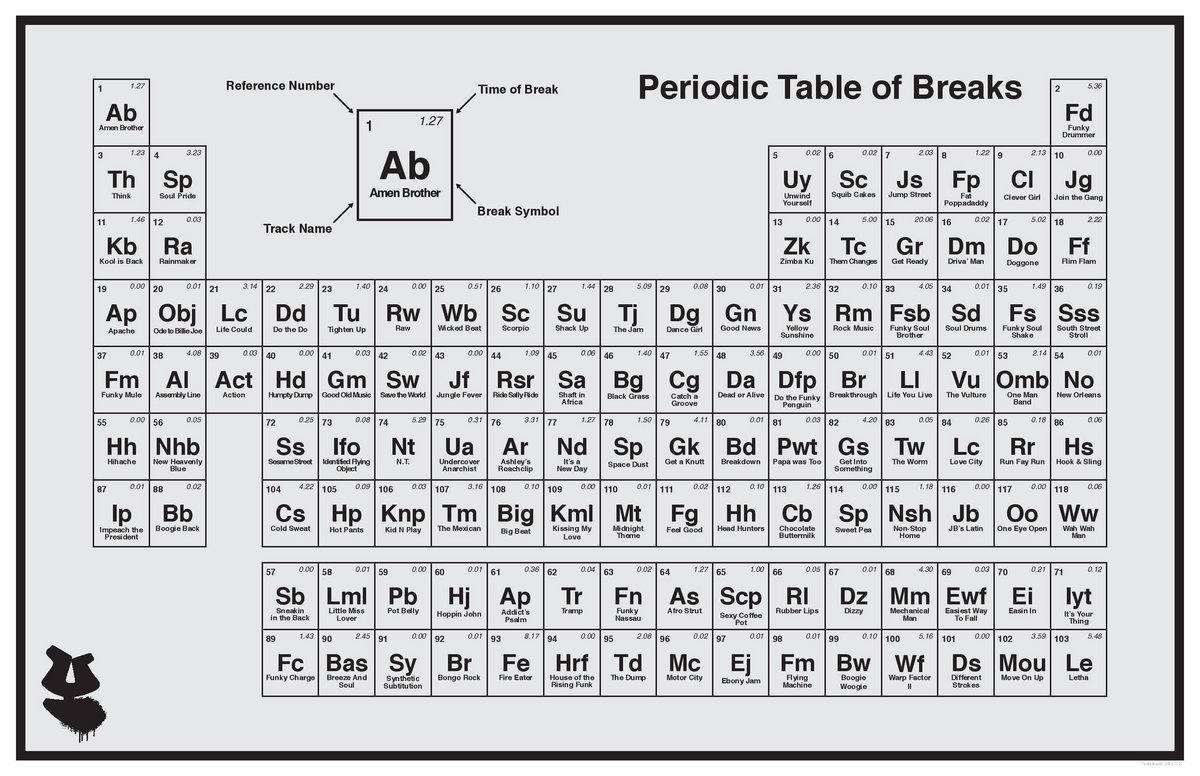 Periodic Table of Breaks
Reference Number
Time of Break
1 1.27
Ab
Amen Brother
Track Name
Break Symbol
1 1.27
Ab
Amen Brother
2 5.36
Fd
Funky
Drummer
3 1.23
Th
Think
4 3.23
Sp
Soul Pride
5 0.02
Uy
Unwind
Yourself
6 0.02
Sc
Squib Cakes
7 2.03
Js
Jump Street
8 1.22
Fp
Fat
Poppadaddy
9 2.13
Cl
Clever Girl
10 0.00
Jg
Join the Gang
11 1.46
Kb
Kool is Back
12 0.03
Ra
Rainmaker
13 0.00
Zk
Zimba Ku
14 5.00
Tc
Them Changes
15 20.06
Gr
Get Ready
16 0.02
Dm
Driva' Man
17 5.02
Do
Doggone
18 2.22
Ff
Flim Flam
19 0.00
Ap
Apache
20 0.01
Obj
Ode to Billie Joe
21 3.14
Lc
Life Could
22 2.29
Dd
Do the Do
23 1.40
Tu
Tighten Up
24 0.00
Rw
Raw
25 0.51
Wb
Wicked Beat
26 1.10
Sc
Scorpio
27 1.44
Su
Shack Up
28 5.09
Tj
The Jam
29 0.08
Dg
Dance Girl
30 0.01
Gn
Good News
31 2.36
Ys
Yellow
Sunshine
32 0.10
Rm
Rock Music
33 4.05
Fsb
Funky Soul
Brother
34 0.01
Sd
Soul Drums
35 1.49
Fs
Funky Soul
Shake
36 0.19
Sss
South Street
Stroll
37 0.01
Fm
Funky Mule
38 4.08
Al
Assembly Line
39 0.03
Act
Action
40 0.00
Hd
Humpty Dump
41 0.03
Gm
Good Old Music
42 0.02
Sw
Save the World
43 0.00
Jf
Jungle Fever
44 1.09
Rsr
Ride Sally Ride
45 0.06
Sa
Shaft in
Africa
46 1.40
Bg
Black Grass
47 1.55
Cg
Catch a
Groove
48 3.56
Da
Dead or Alive
49 0.00
Dfp
Do the Funky
Penguin
50 0.01
Br
Breakthrough
51 4.43
Ll
Life You Live
52 0.01
Vu
The Vulture
53 2.14
Omb
One Man
Band
54 0.01
No
New Orleans
55 0.00
Hh
Hihache
56 0.05
Nhb
New Heavenly
Blue
72 0.25
Ss
Sesame Street
73 0.08
Ifo
Identified Flying
Object
74 5.29
Nt
N.T.
75 0.31
Ua
Undercover
Anarchist
76 3.31
Ar
Ashley's
Roachclip
77 1.27
Nd
It's a
New Day
78 1.50
Sp
Space Dust
79 4.11
Gk
Get a Knutt
80 0.01
Bd
Breakdown
81 0.03
Pwt
Papa was Too
82 4.20
Gs
Get Into
Something
83 0.05
Tw
The Worm
84 0.26
Lc
Love City
85 0.18
Rr
Run Fay Run
86 0.06
Hs
Hook & Sling
87 0.01
Ip
Impeach the
President
88 0.02
Bb
Boogie Back
104 4.22
Cs
Cold Sweat
105 0.09
Hp
Hot Pants
106 0.03
Knp
Kid N Play
107 3.16
Tm
The Mexican
108 0.10
Big
Big Beat
109 0.00
Kml
Kissing My
Love
110 0.01
Mt
Midnight
Theme
111 0.02
Fg
Feel Good
112 0.10
Hh
Head Hunters
113 1.26
Cb
Chocolate
Buttermilk
114 0.00
Sp
Sweet Pea
115 1.18
Nsh
Non-Stop
Home
116 0.00
Jb
JB's Latin
117 0.00
Oo
One Eye Open
118 0.06
Ww
Wah Wah
Man
57 0.00
Sb
Sneakin
in the Back
58 0.01
Lml
Little Miss
Lover
59 0.00
Pb
Pot Belly
60 0.01
Hj
Hoppin John
61 0.36
Ap
Addict's
Psalm
62 0.04
Tr
Tramp
63 0.02
Fn
Funky
Nassau
64 1.27
As
Afro Strut
65 1.00
Scp
Sexy Coffee
Pot
66 0.05
Rl
Rubber Lips
67 0.01
Dz
Dizzy
68 4.30
Mm
Mechanical
Man
69 0.03
Ewf
Easiest Way
To Fall
70 0.21
Ei
Easin In
71 0.12
Iyt
It's Your
Thing
89 1.43
Fc
Funky Charge
90 2.45
Bas
Breeze And
Soul
91 0.00
Sy
Synthetic
Subtitution
92 0.01
Br
Bongo Rock
93 8.17
Fe
Fire Eater
94 0.00
Hrf
House of the
Rising Funk
95 2.08
Td
The Dump
96 0.02
Mc
Motor City
97 0.01
Ej
Ebony Jam
98 0.01
Fm
Flying
Machine
99 0.10
Bw
Boogie
Woogie
100 5.16
Wf
Warp Factor
II
101 0.00
Ds
Different
Strokes
102 3.59
Mou
Move On Up
103 5.48
Le
Letha